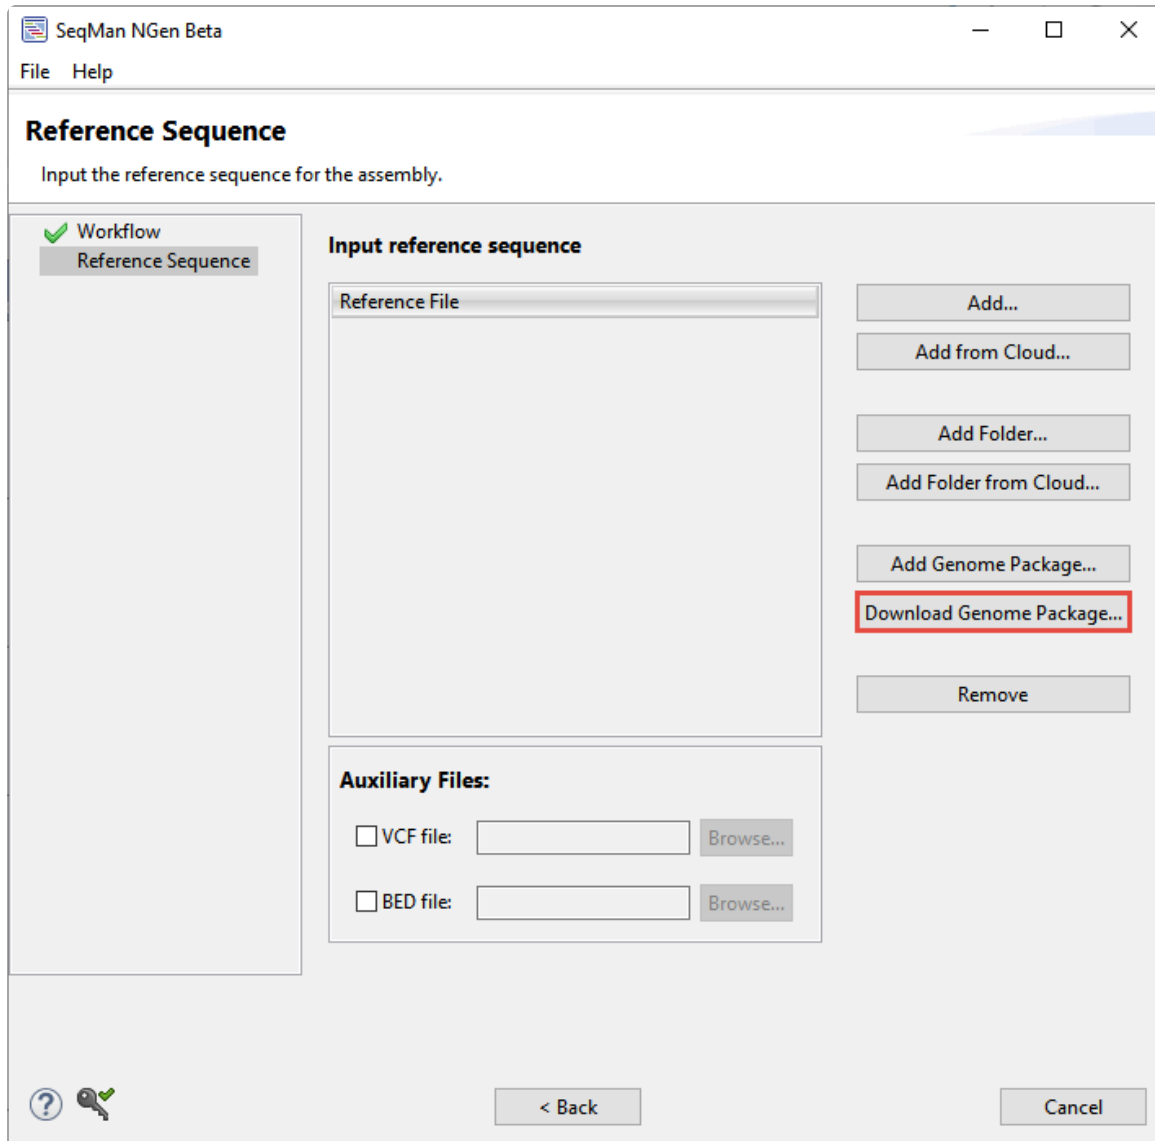 SeqMan NGen Beta
File Help
Reference Sequence
Input the reference sequence for the assembly.
Workflow
Reference Sequence
Input reference sequence
Reference File
Add...
Add from Cloud...
Add Folder...
Add Folder from Cloud...
Add Genome Package...
Download Genome Package...
Remove
Auxiliary Files:
VCF file: Browse...
BED file: Browse...
?
< Back Cancel